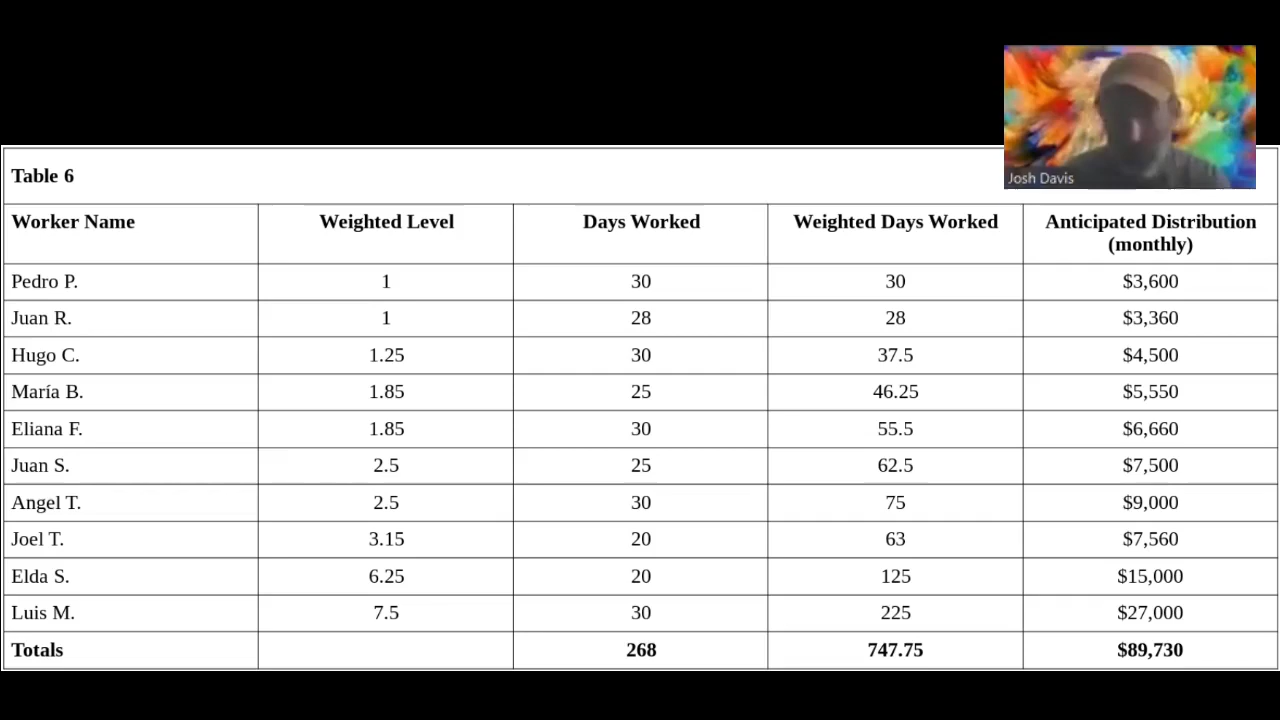 Josh Davis
Table 6
Worker Name Weighted Level Days Worked Weighted Days Worked Anticipated Distribution
(monthly)
Pedro P. 1 30 30 $3,600
Juan R. 1 28 28 $3,360
Hugo C. 1.25 30 37.5 $4,500
María B. 1.85 25 46.25 $5,550
Eliana F. 1.85 30 55.5 $6,660
Juan S. 2.5 25 62.5 $7,500
Angel T. 2.5 30 75 $9,000
Joel T. 3.15 20 63 $7,560
Elda S. 6.25 20 125 $15,000
Luis M. 7.5 30 225 $27,000
Totals 268 747.75 $89,730